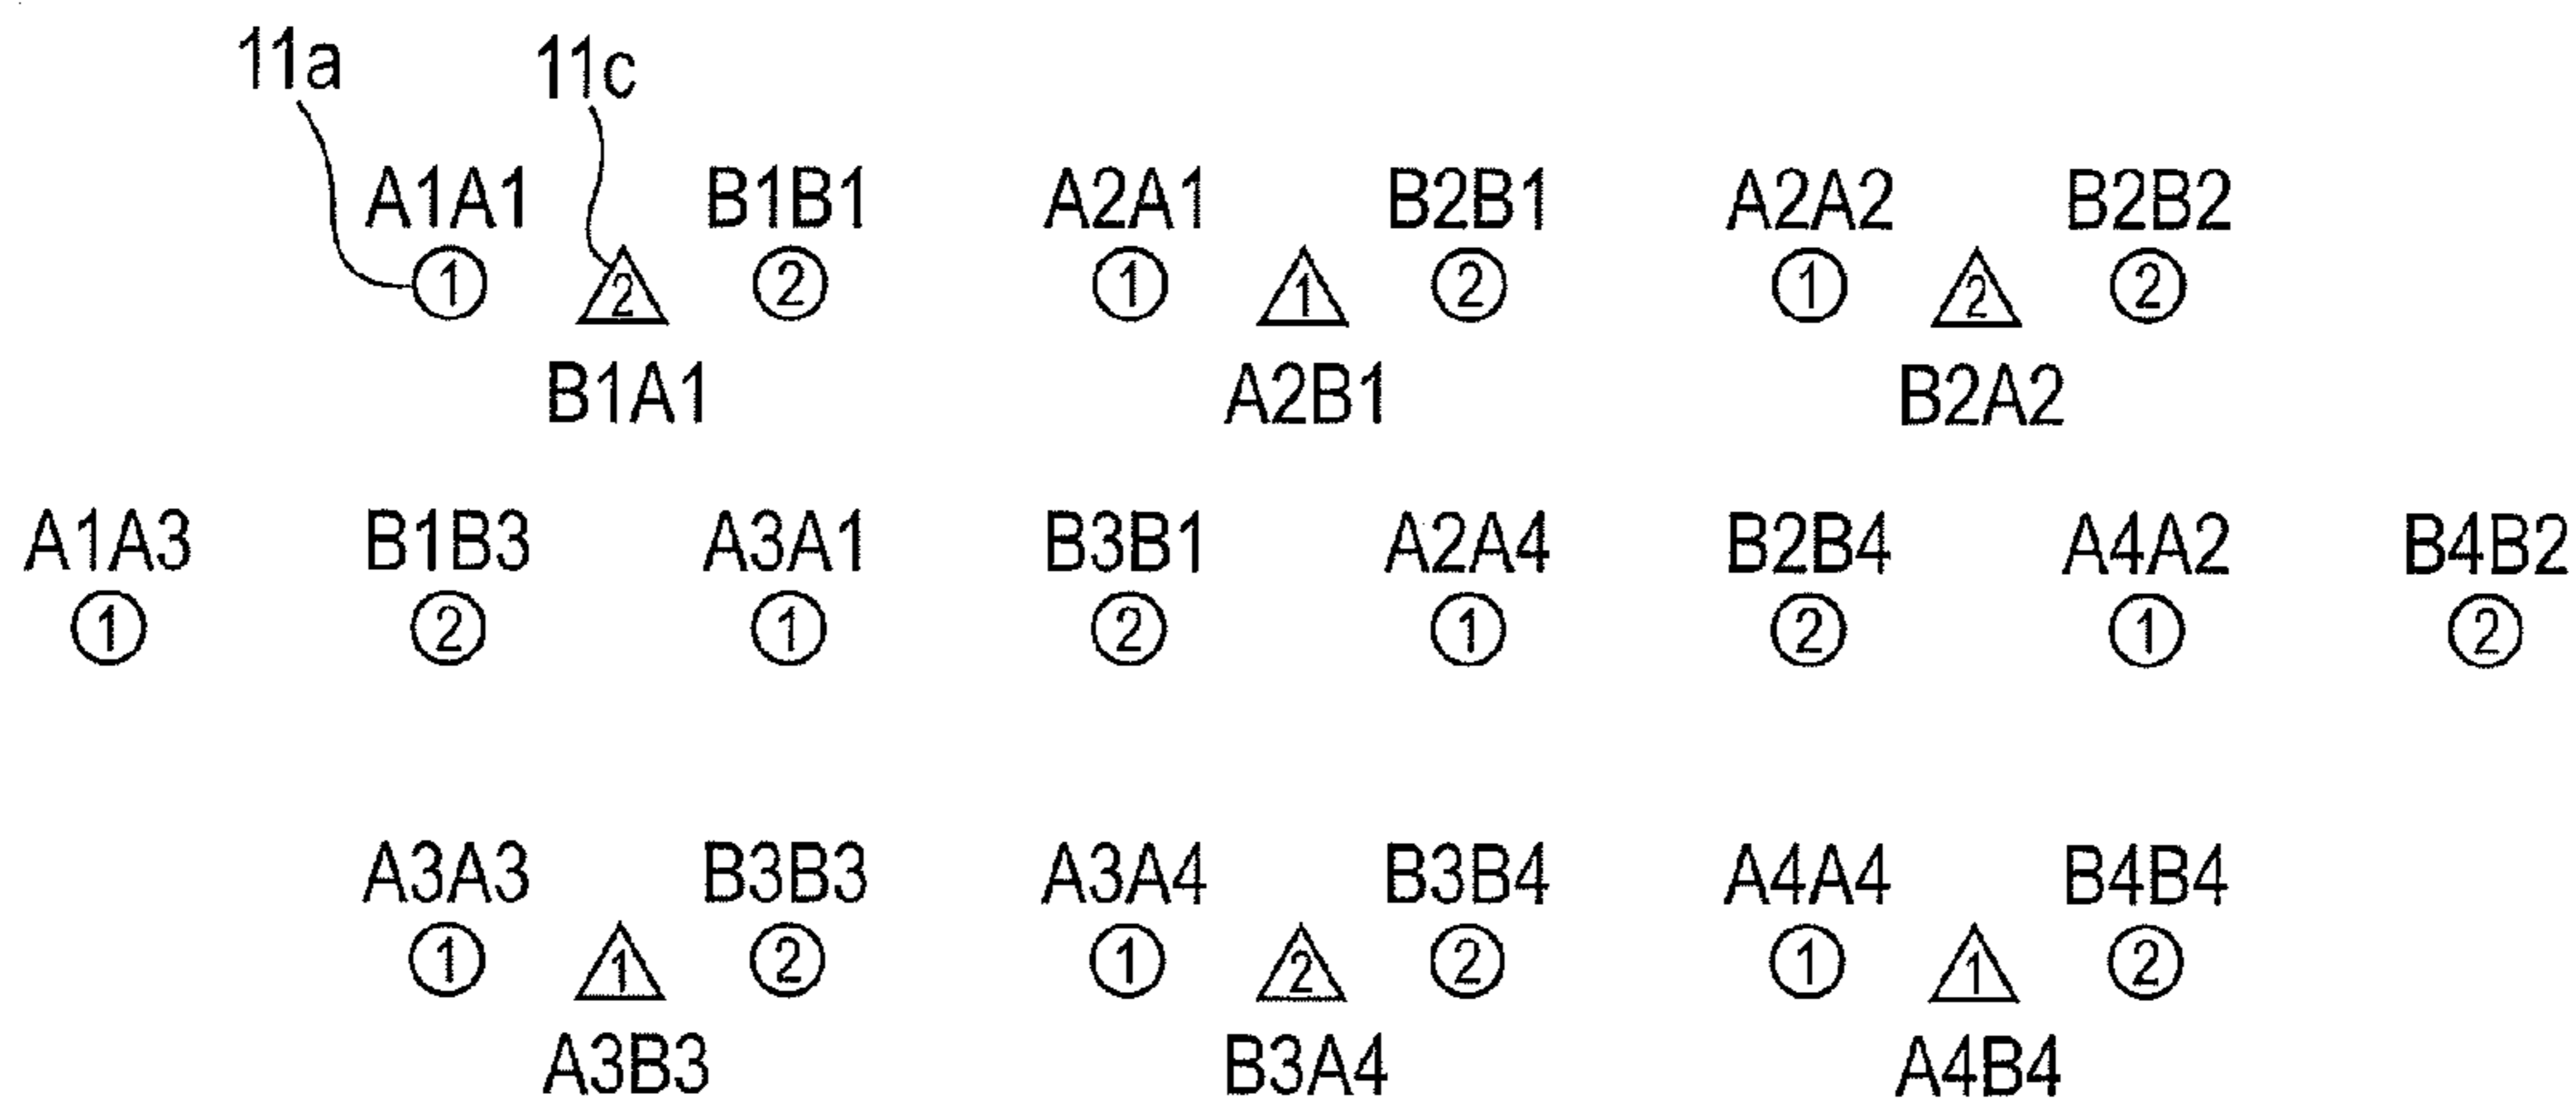 11a 11c
A1A1 B1B1 A2A1 B2B1 A2A2 B2B2
1 2 2 1 1 2 1 2 2
B1A1 A2B1 B2A2
A1A3 B1B3 A3A1 B3B1 A2A4 B2B4 A4A2 B4B2
1 2 1 2 1 2 1 2
A3A3 B3B3 A3A4 B3B4 A4A4 B4B4
1 1 2 1 2 2 1 1 2
A3B3 B3A4 A4B4